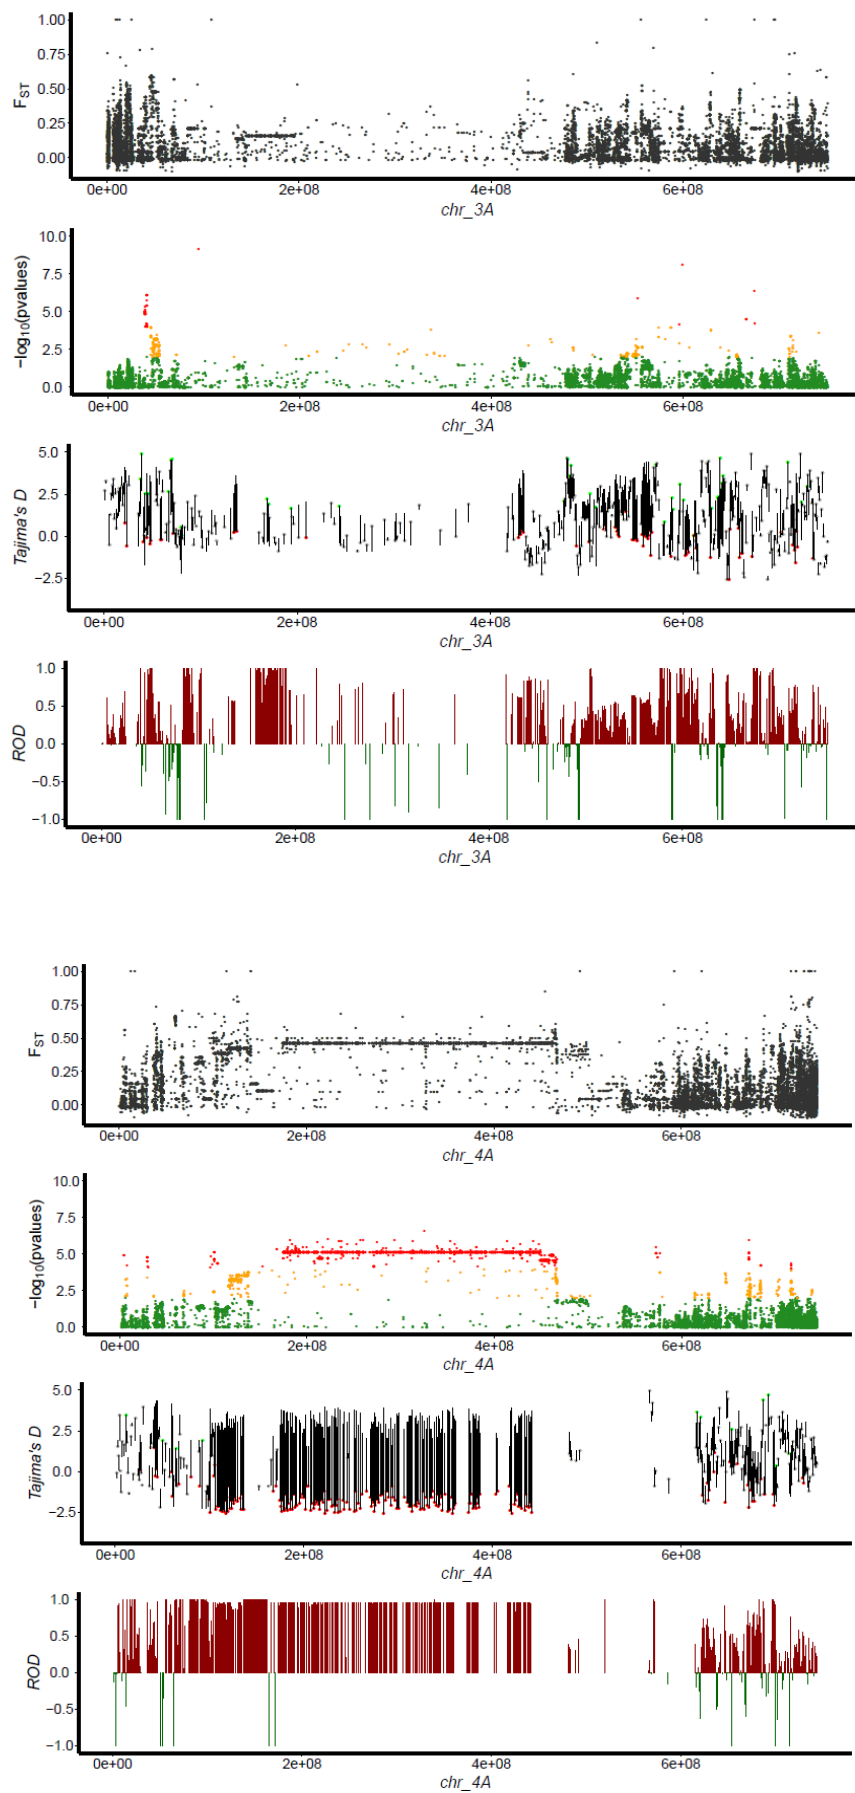 1.00
0.75
0.50
0.25
0.00
FST
0e+00 2e+08 4e+08 6e+08
chr_3A
10.0
7.5
5.0
2.5
0.0
−log10(pvalues)
0e+00 2e+08 4e+08 6e+08
chr_3A
5.0
2.5
0.0
−2.5
Tajima's D
0e+00 2e+08 4e+08 6e+08
chr_3A
1.0
0.5
0.0
−0.5
−1.0
ROD
0e+00 2e+08 4e+08 6e+08
chr_3A
1.00
0.75
0.50
0.25
0.00
FST
0e+00 2e+08 4e+08 6e+08
chr_4A
10.0
7.5
5.0
2.5
0.0
−log10(pvalues)
0e+00 2e+08 4e+08 6e+08
chr_4A
5.0
2.5
0.0
−2.5
Tajima's D
0e+00 2e+08 4e+08 6e+08
chr_4A
1.0
0.5
0.0
−0.5
−1.0
ROD
0e+00 2e+08 4e+08 6e+08
chr_4A